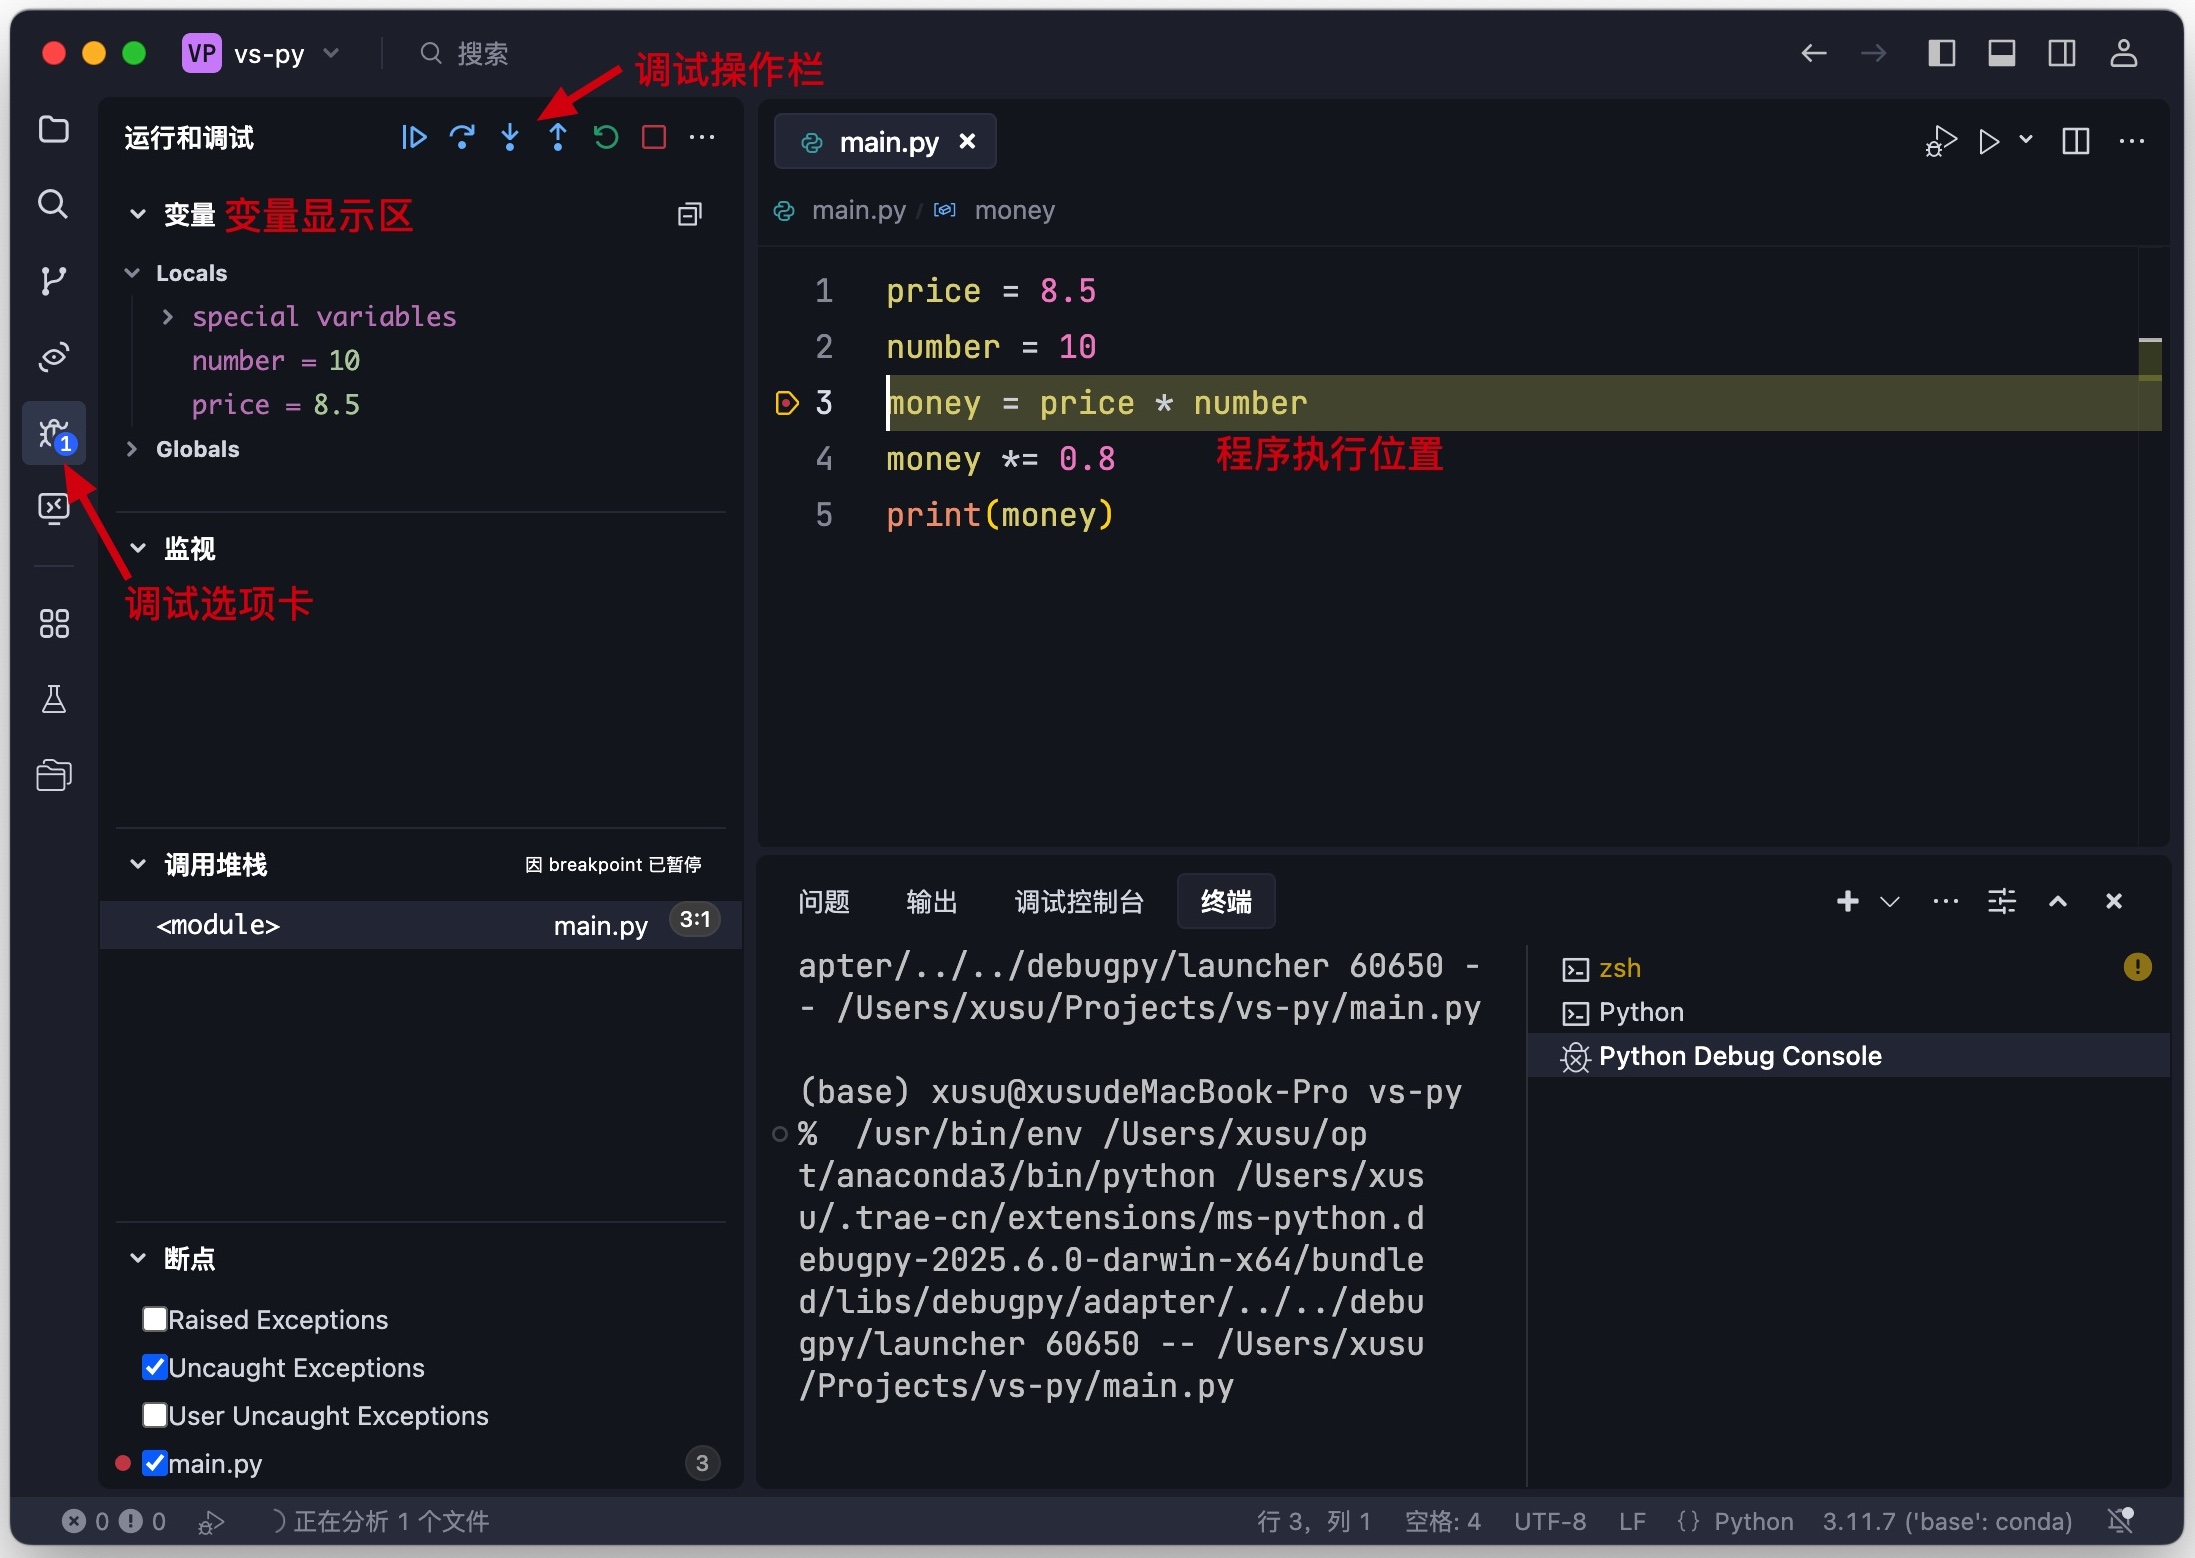 VP vs-py 搜索
调试操作栏
运行和调试
变量 变量显示区
Locals
special variables
number = 10
price = 8.5
Globals
1
监视
调试选项卡
调用堆栈 因 breakpoint 已暂停
<module> main.py 3:1
断点
Raised Exceptions
Uncaught Exceptions
User Uncaught Exceptions
main.py 3
main.py
main.py / money
1 price = 8.5
2 number = 10
3 money = price * number
4 money *= 0.8
程序执行位置
5 print(money)
问题 输出 调试控制台 终端
apter/../../debugpy/launcher 60650 -
- /Users/xusu/Projects/vs-py/main.py
(base) xusu@xusudeMacBook-Pro vs-py
% /usr/bin/env /Users/xusu/op
t/anaconda3/bin/python /Users/xus
u/.trae-cn/extensions/ms-python.d
ebugpy-2025.6.0-darwin-x64/bundle
d/libs/debugpy/adapter/../../debu
gpy/launcher 60650 -- /Users/xusu
/Projects/vs-py/main.py
zsh
Python
Python Debug Console
0 0 正在分析 1 个文件 行 3，列 1 空格: 4 UTF-8 LF {} Python 3.11.7 ('base': conda)